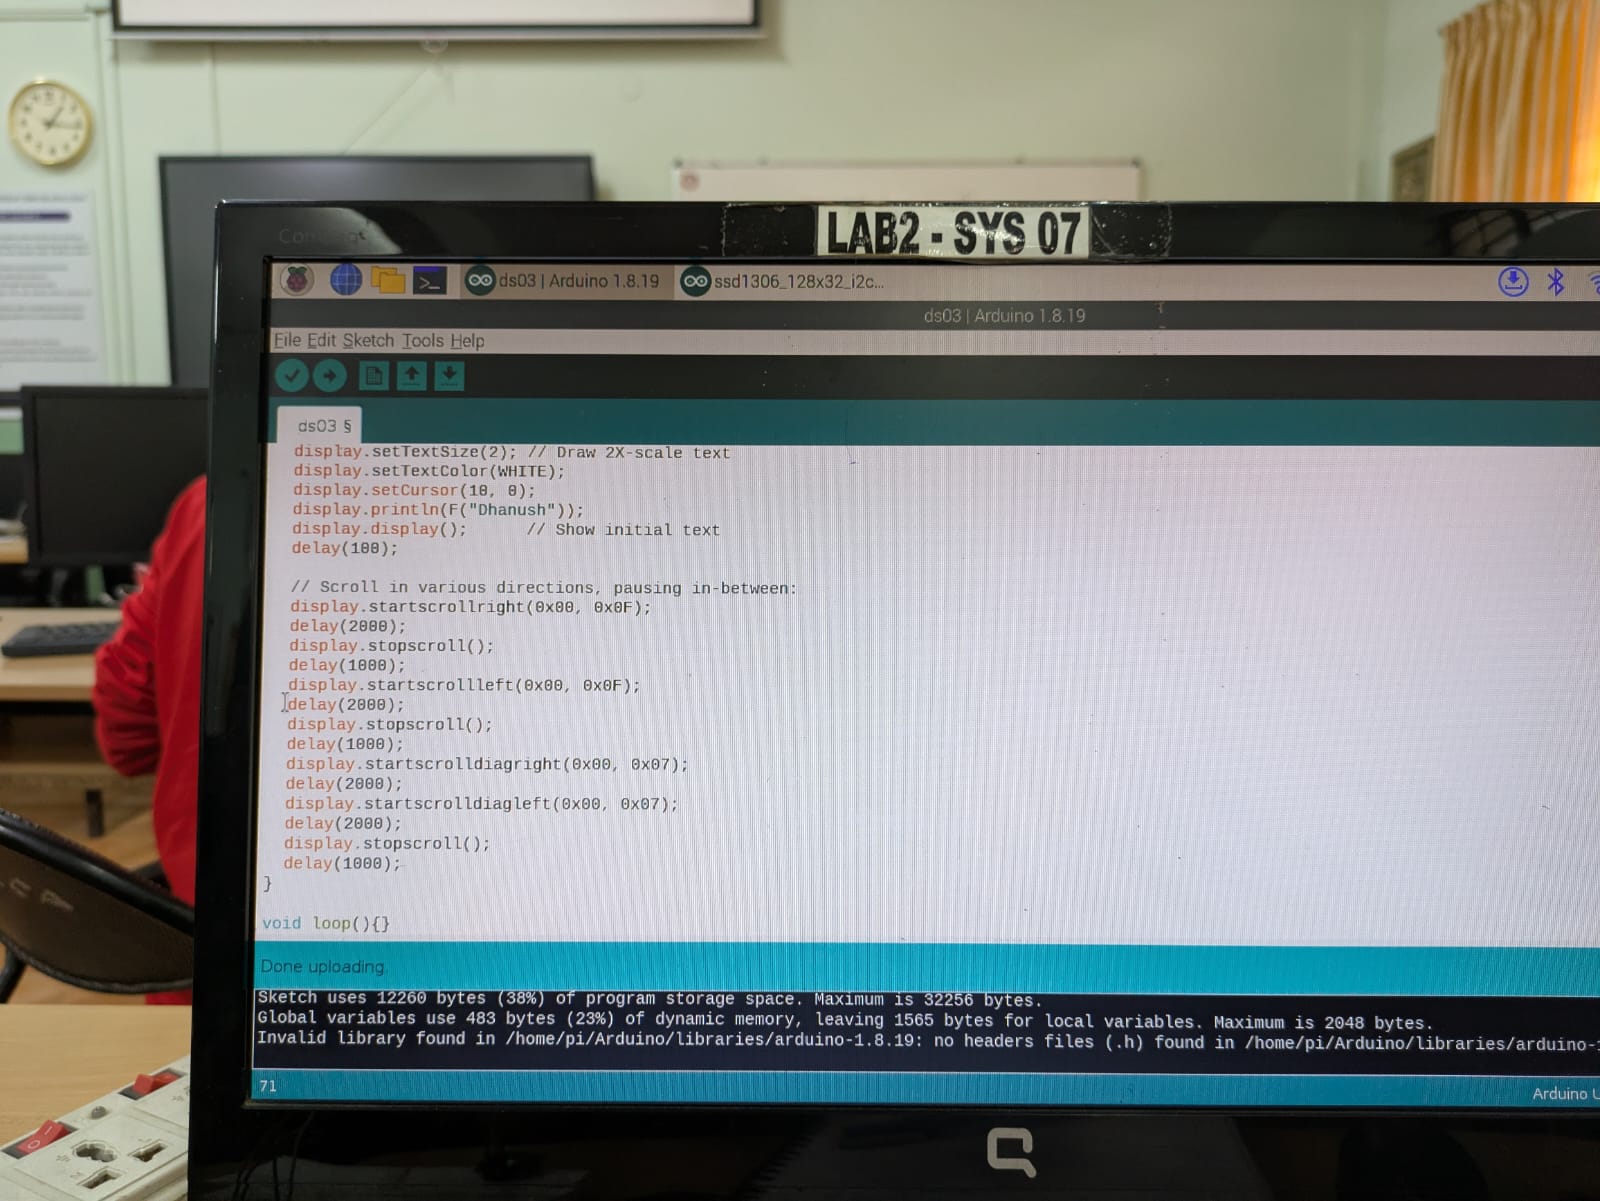 LAB2 - SYS 07
ds03 | Arduino 1.8.19
ssd1306_128x32_i2c...
ds03 | Arduino 1.8.19
File Edit Sketch Tools Help
ds03 §
display.setTextSize(2); // Draw 2X-scale text
display.setTextColor(WHITE);
display.setCursor(10, 0);
display.println(F("Dhanush"));
display.display();      // Show initial text
delay(100);
// Scroll in various directions, pausing in-between:
display.startscrollright(0x00, 0x0F);
delay(2000);
display.stopscroll();
delay(1000);
display.startscrollleft(0x00, 0x0F);
delay(2000);
display.stopscroll();
delay(1000);
display.startscrolldiagright(0x00, 0x07);
delay(2000);
display.startscrolldiagleft(0x00, 0x07);
delay(2000);
display.stopscroll();
delay(1000);
}
void loop(){}
Done uploading.
Sketch uses 12260 bytes (38%) of program storage space. Maximum is 32256 bytes.
Global variables use 483 bytes (23%) of dynamic memory, leaving 1565 bytes for local variables. Maximum is 2048 bytes.
Invalid library found in /home/pi/Arduino/libraries/arduino-1.8.19: no headers files (.h) found in /home/pi/Arduino/libraries/arduino-
71
Arduino U